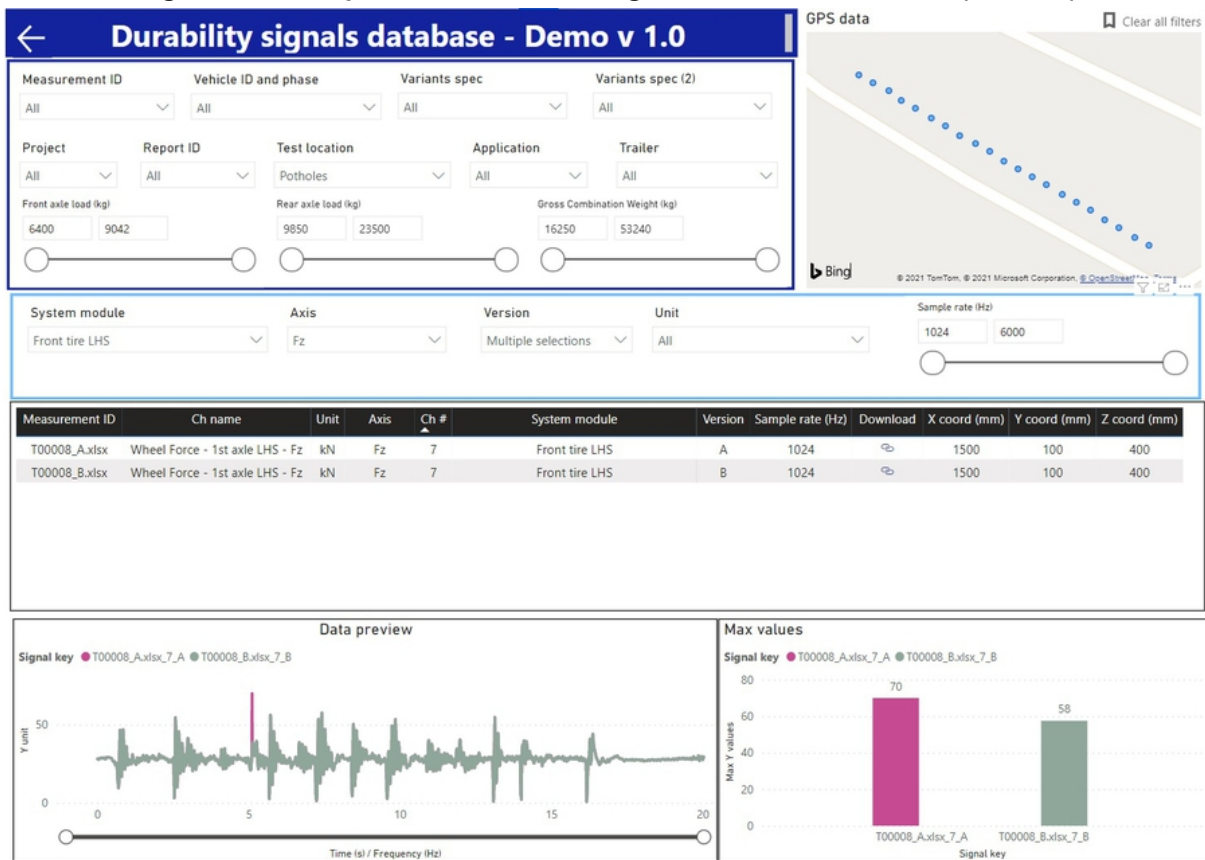 Durability signals database - Demo v 1.0
GPS data
Clear all filters
Measurement ID Vehicle ID and phase Variants spec Variants spec (2)
All All All All
Project Report ID Test location Application Trailer
All All Potholes All All
Front axle load (kg) Rear axle load (kg) Gross Combination Weight (kg)
6400 9042 9850 23500 16250 53240
Bing
© 2021 TomTom, © 2021 Microsoft Corporation, © OpenStreetMap Terms
System module Axis Version Unit Sample rate (Hz)
Front tire LHS Fz Multiple selections All 1024 6000
Measurement ID Ch name Unit Axis Ch # System module Version Sample rate (Hz) Download X coord (mm) Y coord (mm) Z coord (mm)
T00008_A.xlsx Wheel Force - 1st axle LHS - Fz kN Fz 7 Front tire LHS A 1024 1500 100 400
T00008_B.xlsx Wheel Force - 1st axle LHS - Fz kN Fz 7 Front tire LHS B 1024 1500 100 400
Data preview
Signal key T00008_A.xlsx_7_A T00008_B.xlsx_7_B
Y unit
50
0
0 5 10 15 20
Time (s) / Frequency (Hz)
Max values
Signal key T00008_A.xlsx_7_A T00008_B.xlsx_7_B
Max Y values
80
60
40
20
0
70
58
T00008_A.xlsx_7_A T00008_B.xlsx_7_B
Signal key